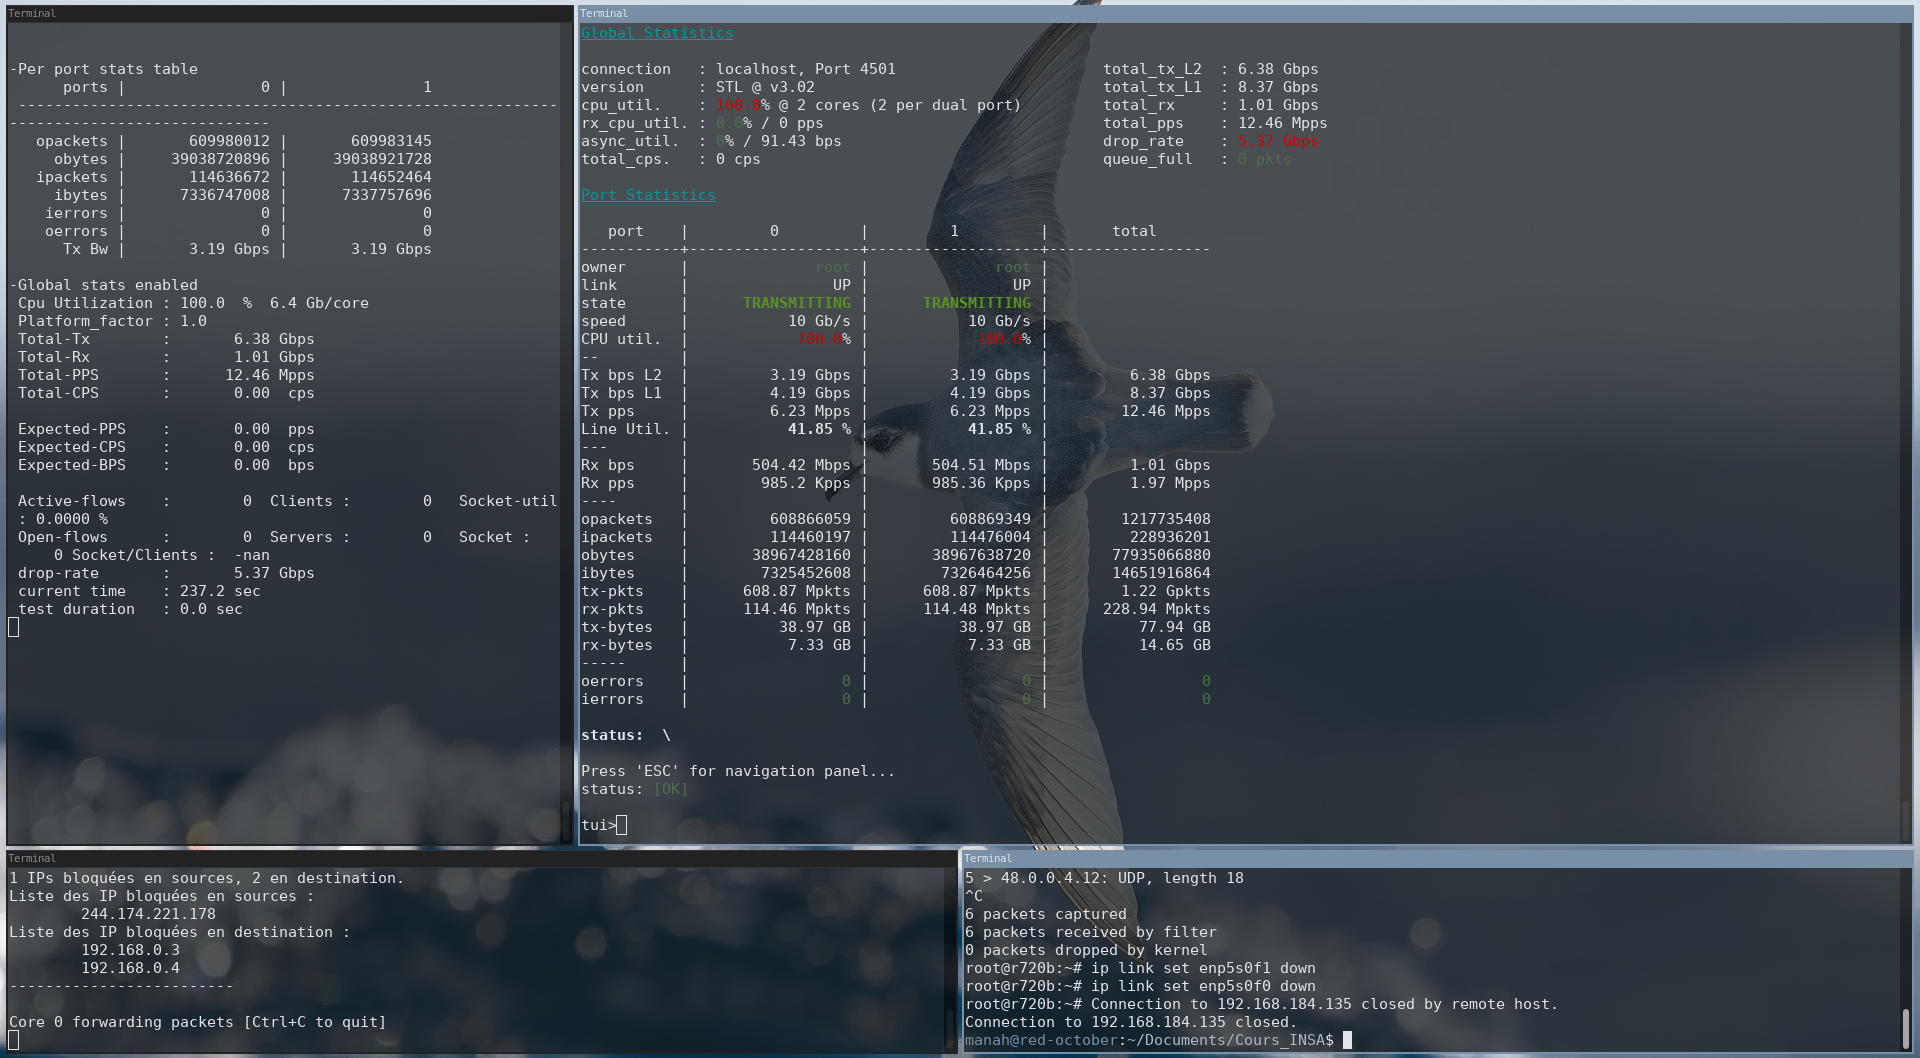 Terminal
-Per port stats table
      ports |               0 |               1
 ------------------------------------------------------------
-----------------------------
   opackets |       609980012 |       609983145
     obytes |     39038720896 |     39038921728
   ipackets |       114636672 |       114652464
     ibytes |      7336747008 |      7337757696
    ierrors |               0 |               0
    oerrors |               0 |               0
      Tx Bw |       3.19 Gbps |       3.19 Gbps
-Global stats enabled
 Cpu Utilization : 100.0  %  6.4 Gb/core
 Platform_factor : 1.0
 Total-Tx        :       6.38 Gbps
 Total-Rx        :       1.01 Gbps
 Total-PPS       :      12.46 Mpps
 Total-CPS       :       0.00  cps
 Expected-PPS    :       0.00  pps
 Expected-CPS    :       0.00  cps
 Expected-BPS    :       0.00  bps
 Active-flows    :        0  Clients :        0   Socket-util
 : 0.0000 %
 Open-flows      :        0  Servers :        0   Socket :
     0 Socket/Clients :  -nan
 drop-rate       :       5.37 Gbps
 current time    : 237.2 sec
 test duration   : 0.0 sec
Terminal
Global Statistics
connection   : localhost, Port 4501                       total_tx_L2  : 6.38 Gbps
version      : STL @ v3.02                                total_tx_L1  : 8.37 Gbps
cpu_util.    : 100.0% @ 2 cores (2 per dual port)         total_rx     : 1.01 Gbps
rx_cpu_util. : 0.0% / 0 pps                               total_pps    : 12.46 Mpps
async_util.  : 0% / 91.43 bps                             drop_rate    : 5.37 Gbps
total_cps.   : 0 cps                                      queue_full   : 0 pkts
Port Statistics
   port    |         0         |         1         |       total
-----------+-------------------+-------------------+------------------
owner      |              root |              root |
link       |                UP |                UP |
state      |      TRANSMITTING |      TRANSMITTING |
speed      |           10 Gb/s |           10 Gb/s |
CPU util.  |            100.0% |            100.0% |
--         |                   |                   |
Tx bps L2  |         3.19 Gbps |         3.19 Gbps |         6.38 Gbps
Tx bps L1  |         4.19 Gbps |         4.19 Gbps |         8.37 Gbps
Tx pps     |         6.23 Mpps |         6.23 Mpps |        12.46 Mpps
Line Util. |           41.85 % |           41.85 % |
---        |                   |                   |
Rx bps     |       504.42 Mbps |       504.51 Mbps |         1.01 Gbps
Rx pps     |        985.2 Kpps |       985.36 Kpps |         1.97 Mpps
----       |                   |                   |
opackets   |         608866059 |         608869349 |        1217735408
ipackets   |         114460197 |         114476004 |         228936201
obytes     |       38967428160 |       38967638720 |       77935066880
ibytes     |        7325452608 |        7326464256 |       14651916864
tx-pkts    |      608.87 Mpkts |      608.87 Mpkts |        1.22 Gpkts
rx-pkts    |      114.46 Mpkts |      114.48 Mpkts |      228.94 Mpkts
tx-bytes   |          38.97 GB |          38.97 GB |          77.94 GB
rx-bytes   |           7.33 GB |           7.33 GB |          14.65 GB
-----      |                   |                   |
oerrors    |                 0 |                 0 |                 0
ierrors    |                 0 |                 0 |                 0
status:  \
Press 'ESC' for navigation panel...
status: [OK]
tui>
Terminal
1 IPs bloquées en sources, 2 en destination.
Liste des IP bloquées en sources :
        244.174.221.178
Liste des IP bloquées en destination :
        192.168.0.3
        192.168.0.4
-------------------------
Core 0 forwarding packets [Ctrl+C to quit]
Terminal
5 > 48.0.0.4.12: UDP, length 18
^C
6 packets captured
6 packets received by filter
0 packets dropped by kernel
root@r720b:~# ip link set enp5s0f1 down
root@r720b:~# ip link set enp5s0f0 down
root@r720b:~# Connection to 192.168.184.135 closed by remote host.
Connection to 192.168.184.135 closed.
manah@red-october:~/Documents/Cours_INSA$